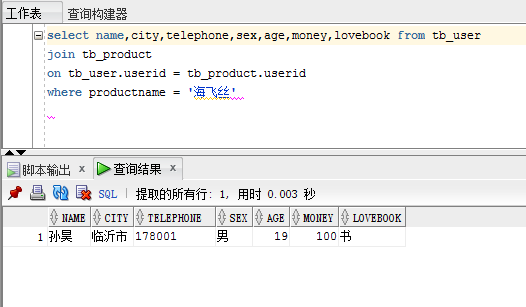 工作表 查询构建器
select name,city,telephone,sex,age,money,lovebook from tb_user
join tb_product
on tb_user.userid = tb_product.userid
where productname = '海飞丝'
脚本输出 × 查询结果 ×
SQL | 提取的所有行: 1, 用时 0.003 秒
NAME CITY TELEPHONE SEX AGE MONEY LOVEBOOK
1 孙昊 临沂市 178001 男 19 100 书